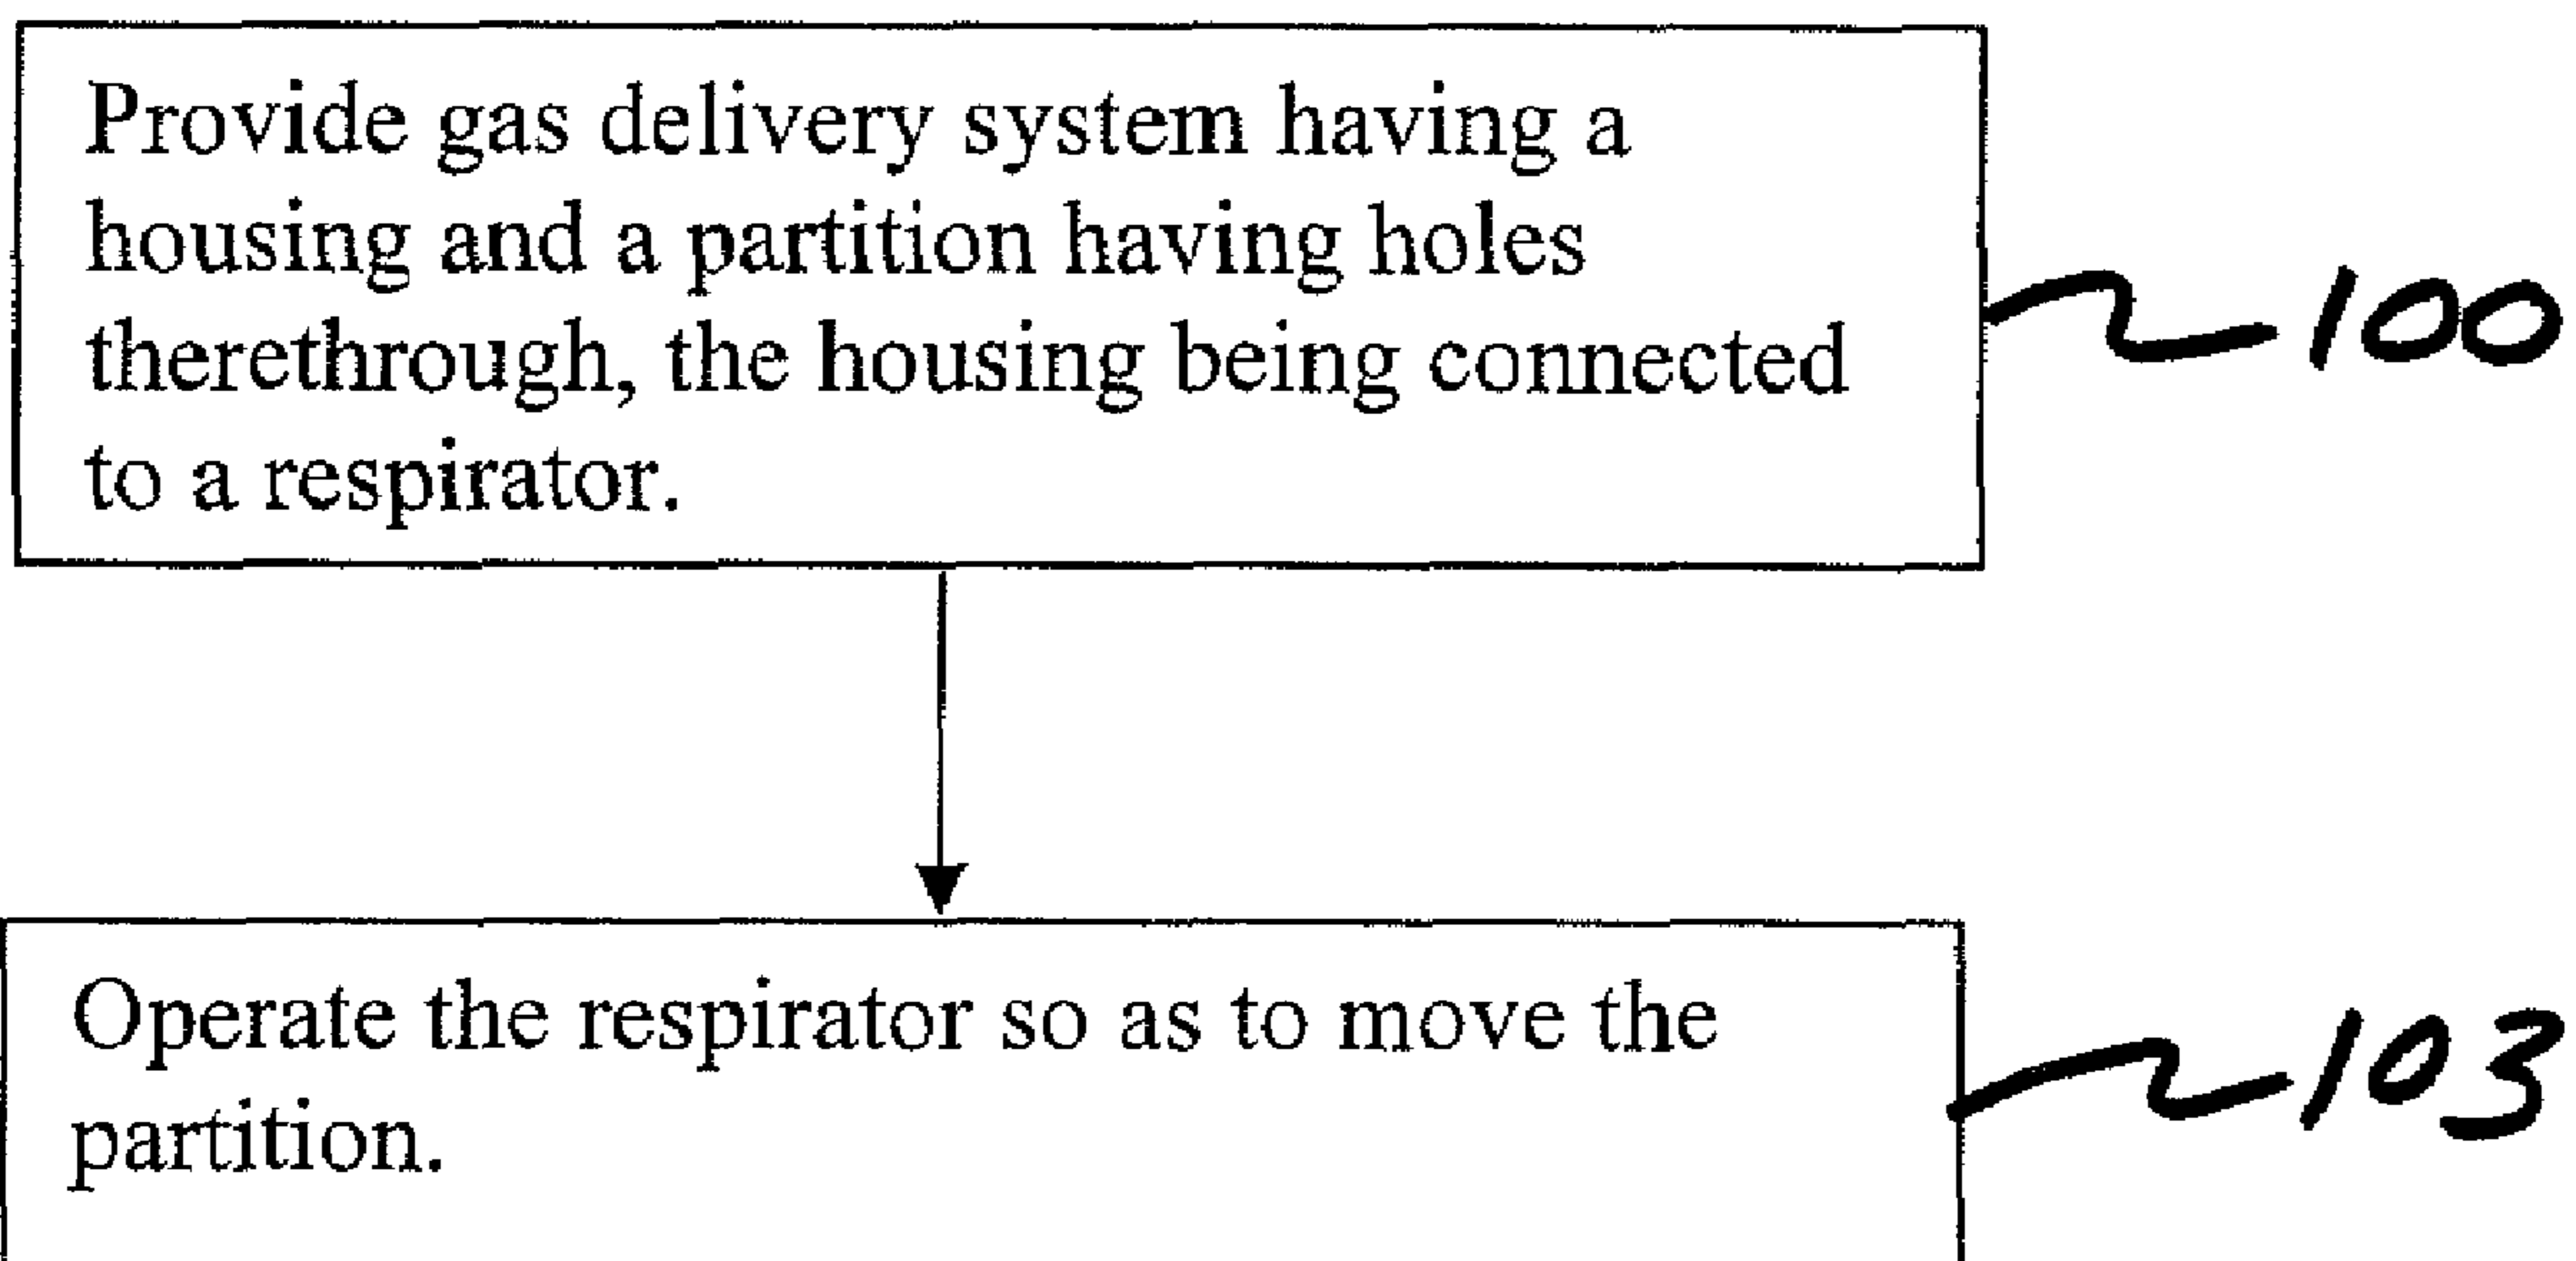 Provide gas delivery system having a
housing and a partition having holes
therethrough, the housing being connected
to a respirator.
100
Operate the respirator so as to move the
partition.
103